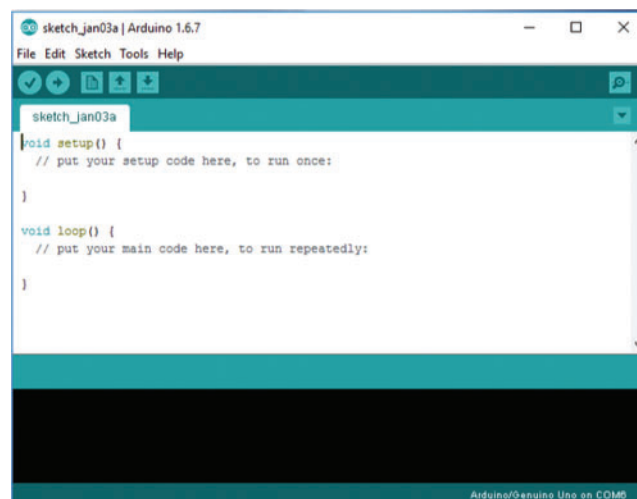 sketch_jan03a | Arduino 1.6.7
File Edit Sketch Tools Help
sketch_jan03a
void setup() {
  // put your setup code here, to run once:
}
void loop() {
  // put your main code here, to run repeatedly:
}
Arduino/Genuino Uno on COM6